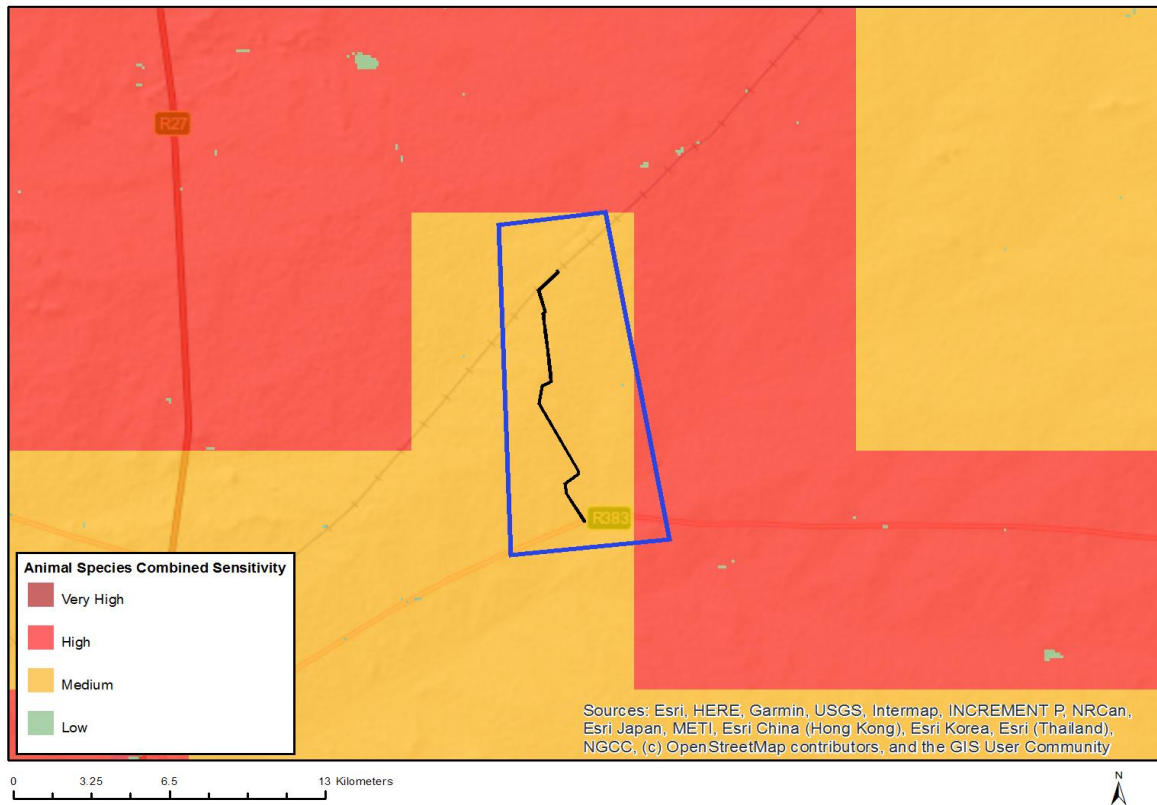 R27
R383
Animal Species Combined Sensitivity
Very High
High
Medium
Low
Sources: Esri, HERE, Garmin, USGS, Intermap, INCREMENT P, NRCan,
Esri Japan, METI, Esri China (Hong Kong), Esri Korea, Esri (Thailand),
NGCC, (c) OpenStreetMap contributors, and the GIS User Community
0 3.25 6.5 13 Kilometers
N